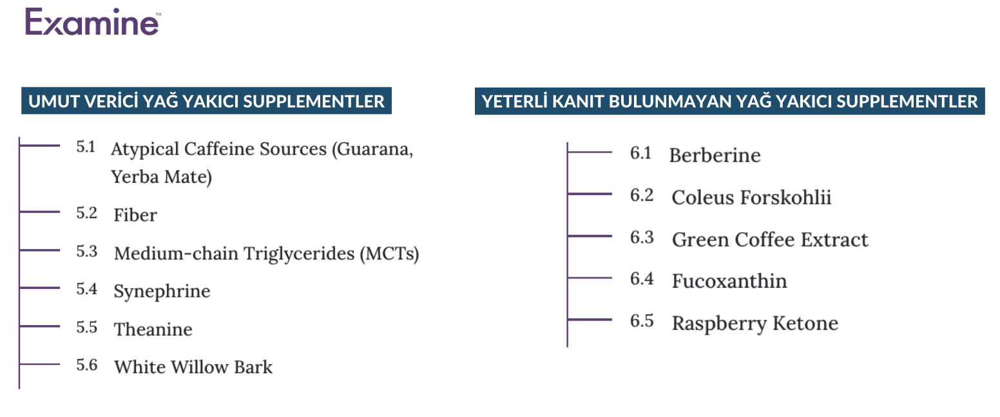 Examine™
UMUT VERİCİ YAĞ YAKICI SUPPLEMENTLER
5.1 Atypical Caffeine Sources (Guarana,
Yerba Mate)
5.2 Fiber
5.3 Medium-chain Triglycerides (MCTs)
5.4 Synephrine
5.5 Theanine
5.6 White Willow Bark
YETERLİ KANIT BULUNMAYAN YAĞ YAKICI SUPPLEMENTLER
6.1 Berberine
6.2 Coleus Forskohlii
6.3 Green Coffee Extract
6.4 Fucoxanthin
6.5 Raspberry Ketone